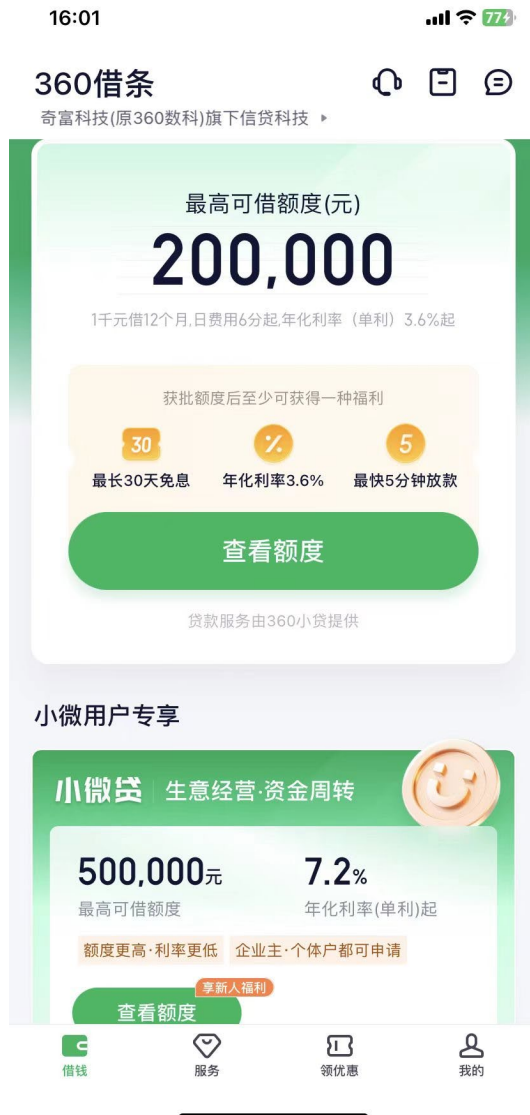 16:01
77
360借条
奇富科技(原360数科)旗下信贷科技
最高可借额度(元)
200,000
1千元借12个月,日费用6分起,年化利率（单利）3.6%起
获批额度后至少可获得一种福利
30 % 5
最长30天免息 年化利率3.6% 最快5分钟放款
查看额度
贷款服务由360小贷提供
小微用户专享
小微贷 生意经营·资金周转
500,000元 7.2%
最高可借额度 年化利率(单利)起
额度更高·利率更低 企业主·个体户都可申请
享新人福利
查看额度
借钱 服务 领优惠 我的